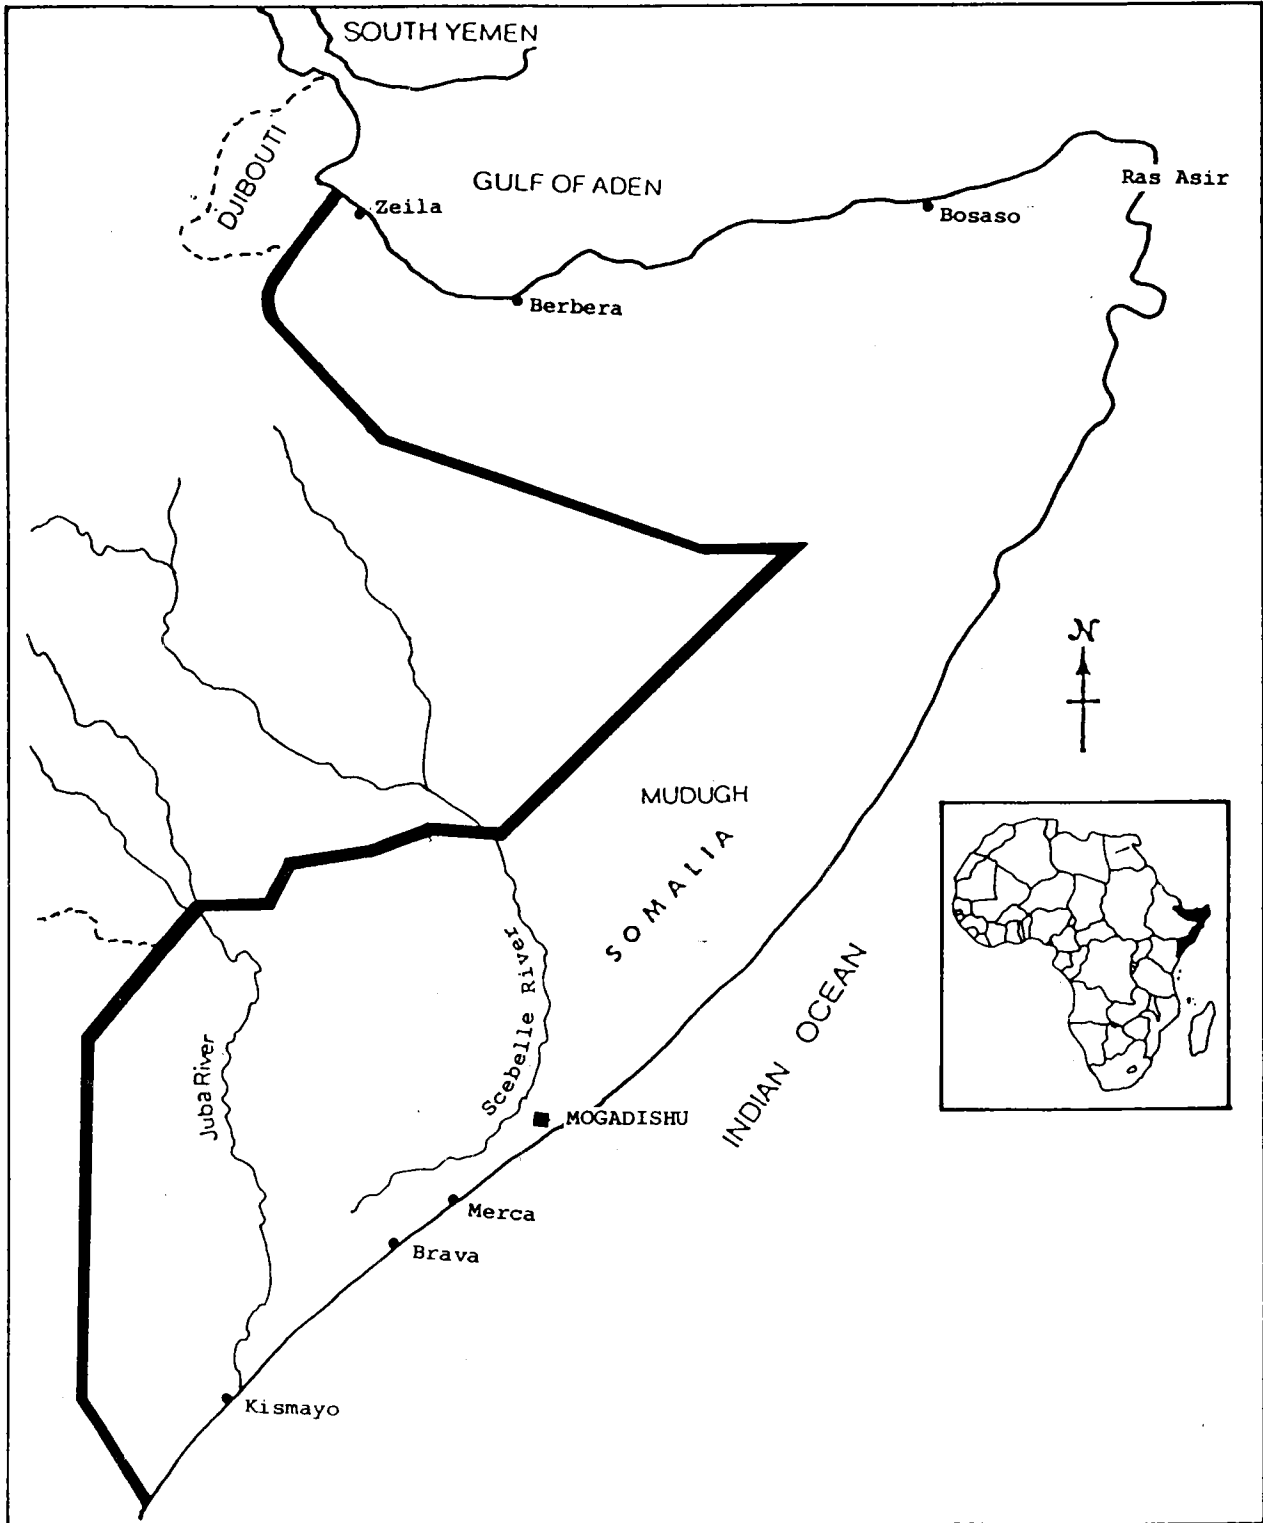 SOUTH YEMEN
DJIBOUTI
GULF OF ADEN
Ras Asir
Zeila
Bosaso
Berbera
N
MUDUGH
SOMALIA
INDIAN OCEAN
Scebelle River
Juba River
MOGADISHU
Merca
Brava
Kismayo